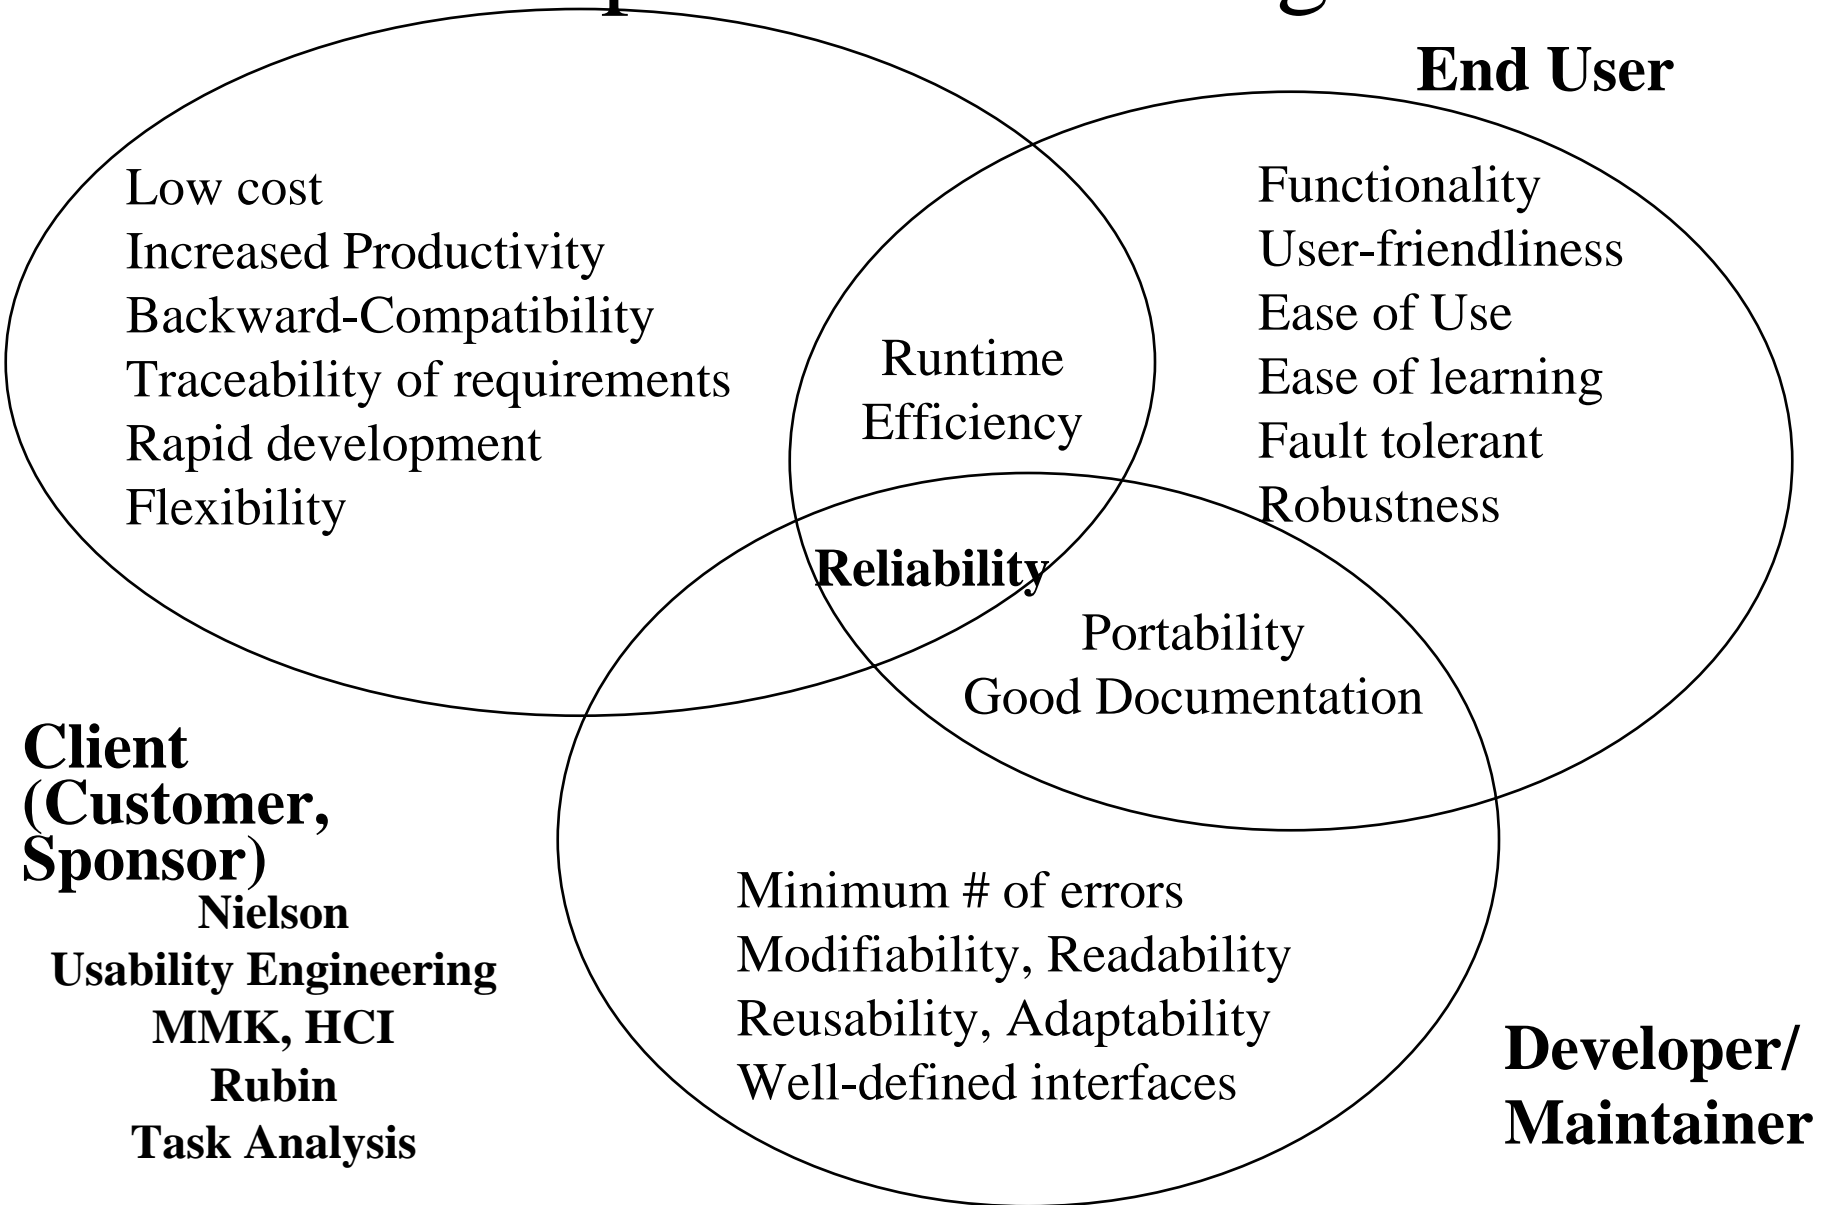 End User
Low cost
Increased Productivity
Backward-Compatibility
Traceability of requirements
Rapid development
Flexibility
Runtime
Efficiency
Functionality
User-friendliness
Ease of Use
Ease of learning
Fault tolerant
Robustness
Reliability
Portability
Good Documentation
Client
(Customer,
Sponsor)
Nielson
Usability Engineering
MMK, HCI
Rubin
Task Analysis
Minimum # of errors
Modifiability, Readability
Reusability, Adaptability
Well-defined interfaces
Developer/
Maintainer